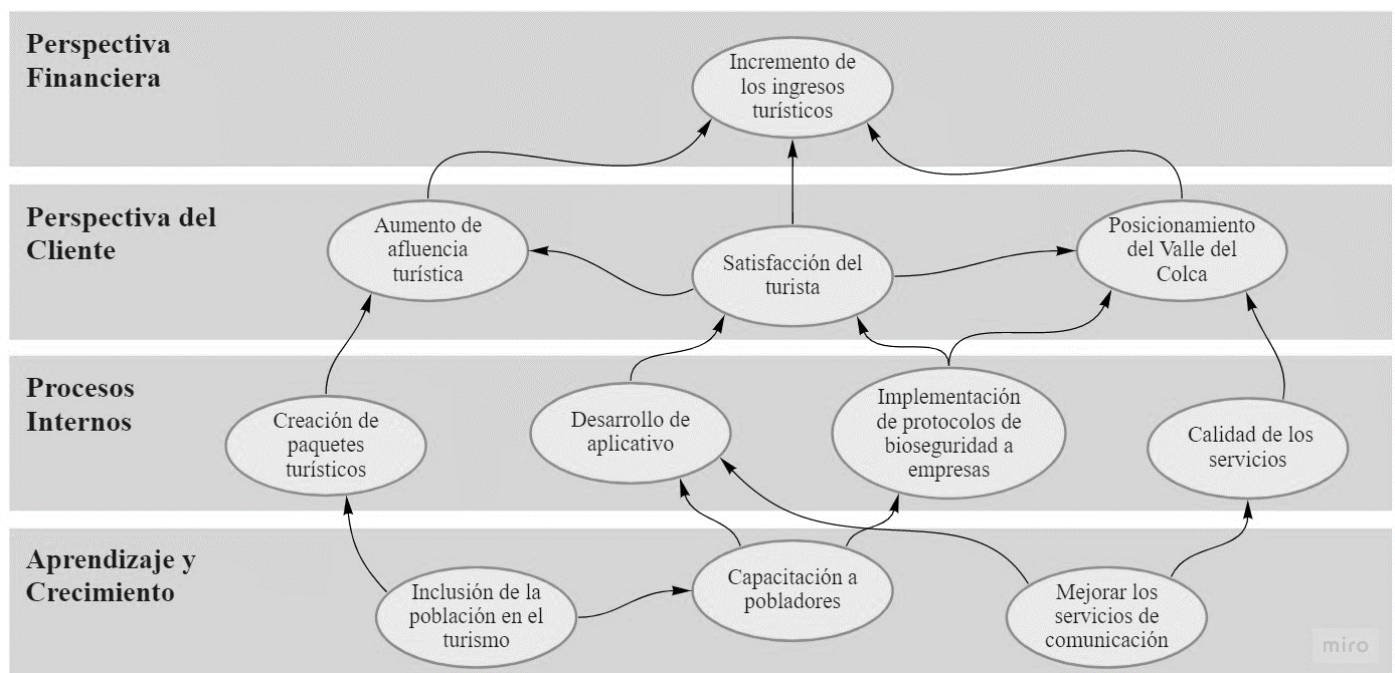 Perspectiva
Financiera
Incremento de
los ingresos
turísticos
Perspectiva del
Cliente
Aumento de
afluencia
turística
Satisfacción del
turista
Posicionamiento
del Valle del
Colca
Procesos
Internos
Creación de
paquetes
turísticos
Desarrollo de
aplicativo
Implementación
de protocolos de
bioseguridad a
empresas
Calidad de los
servicios
Aprendizaje y
Crecimiento
Inclusión de la
población en el
turismo
Capacitación a
pobladores
Mejorar los
servicios de
comunicación
miro